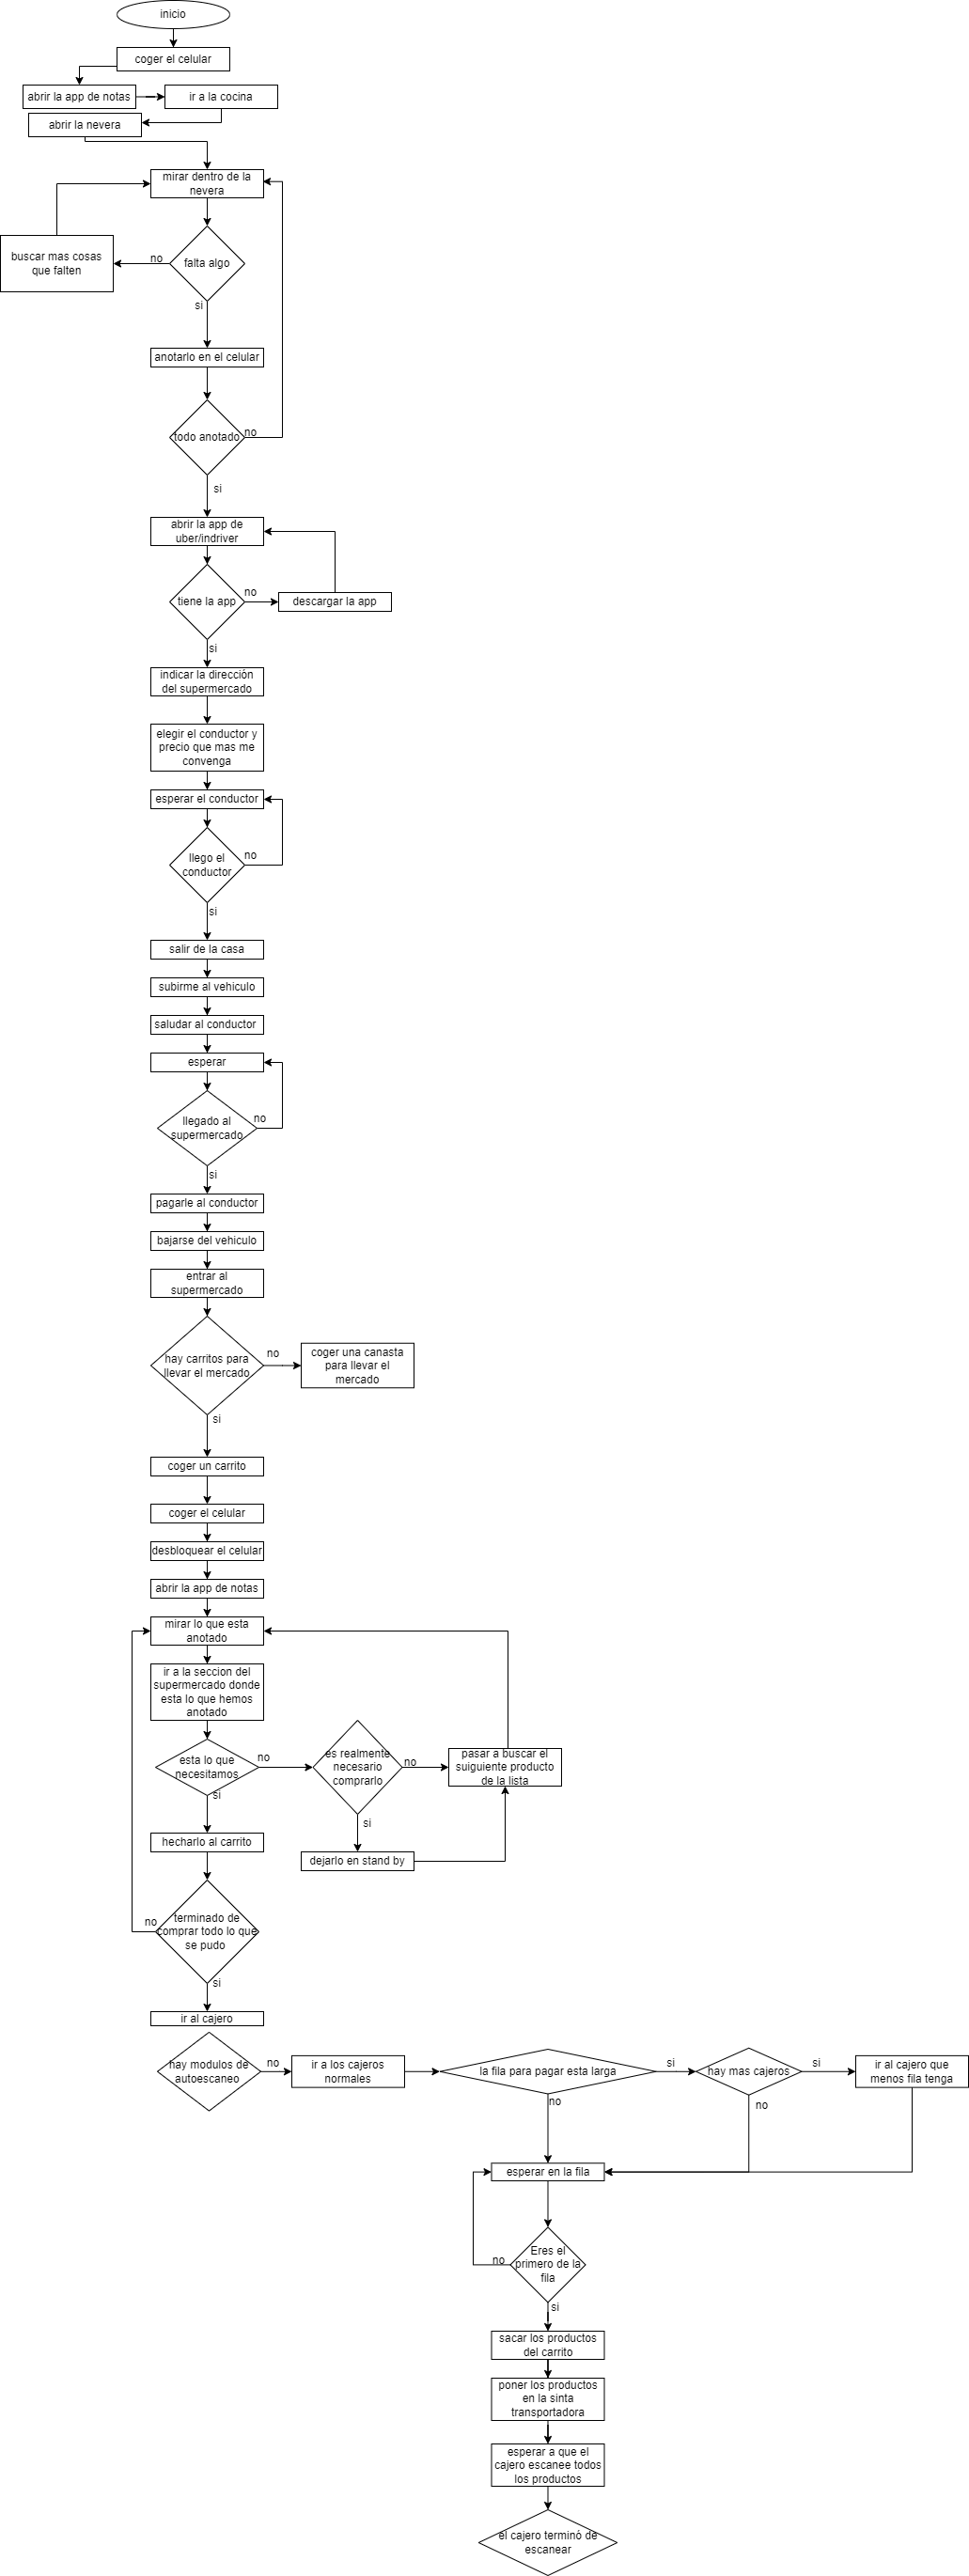 inicio
coger el celular
abrir la app de notas
ir a la cocina
abrir la nevera
mirar dentro de la
nevera
falta algo
no
buscar mas cosas
que falten
si
anotarlo en el celular
todo anotado
no
si
abrir la app de
uber/indriver
tiene la app
no
descargar la app
si
indicar la dirección
del supermercado
elegir el conductor y
precio que mas me
convenga
esperar el conductor
llego el
conductor
no
si
salir de la casa
subirme al vehiculo
saludar al conductor
esperar
llegado al
supermercado
no
si
pagarle al conductor
bajarse del vehiculo
entrar al
supermercado
hay carritos para
llevar el mercado
no
coger una canasta
para llevar el
mercado
si
coger un carrito
coger el celular
desbloquear el celular
abrir la app de notas
mirar lo que esta
anotado
ir a la seccion del
supermercado donde
esta lo que hemos
anotado
esta lo que
necesitamos
no
es realmente
necesario
comprarlo
no
pasar a buscar el
suiguiente producto
de la lista
si
si
hecharlo al carrito
dejarlo en stand by
terminado de
comprar todo lo que
se pudo
no
si
ir al cajero
hay modulos de
autoescaneo
no
ir a los cajeros
normales
la fila para pagar esta larga
si
hay mas cajeros
si
ir al cajero que
menos fila tenga
no
no
esperar en la fila
Eres el
primero de la
fila
no
si
sacar los productos
del carrito
poner los productos
en la sinta
transportadora
esperar a que el
cajero escanee todos
los productos
el cajero terminó de
escanear